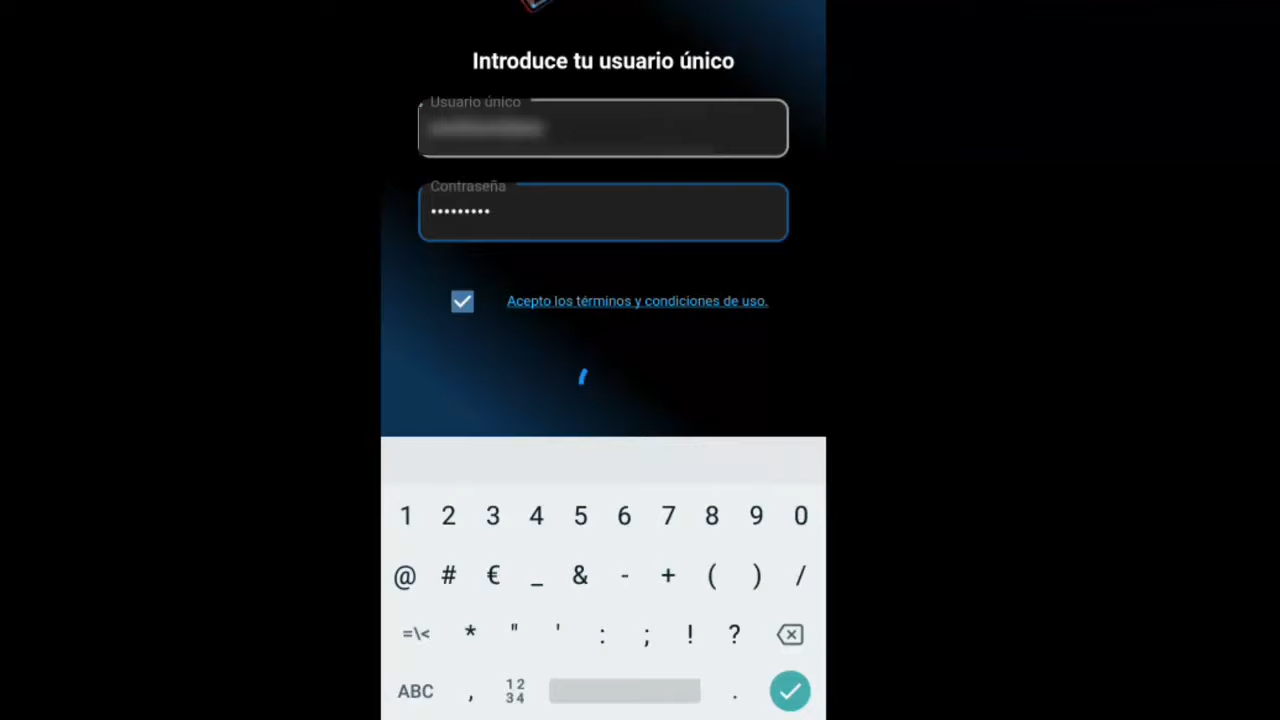 Introduce tu usuario único
Usuario único
Contraseña
•••••••••
Acepto los términos y condiciones de uso.
1 2 3 4 5 6 7 8 9 0
@ # € _ & - + ( ) /
=\< * " ' : ; ! ?
ABC , 12 34 .